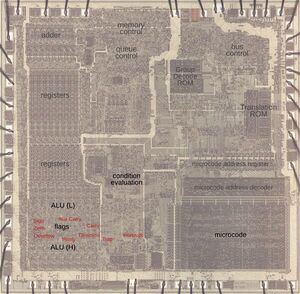 memory
control
adder
queue
control
bus
control
Group
Decode
ROM
registers
Translation
ROM
registers
microcode address register
condition
evaluation
microcode address decoder
ALU (L)
Aux Carry
Sign
Zero
flags
Carry
Overflow
Parity
Direction
Trap
Interrupt
microcode
ALU (H)